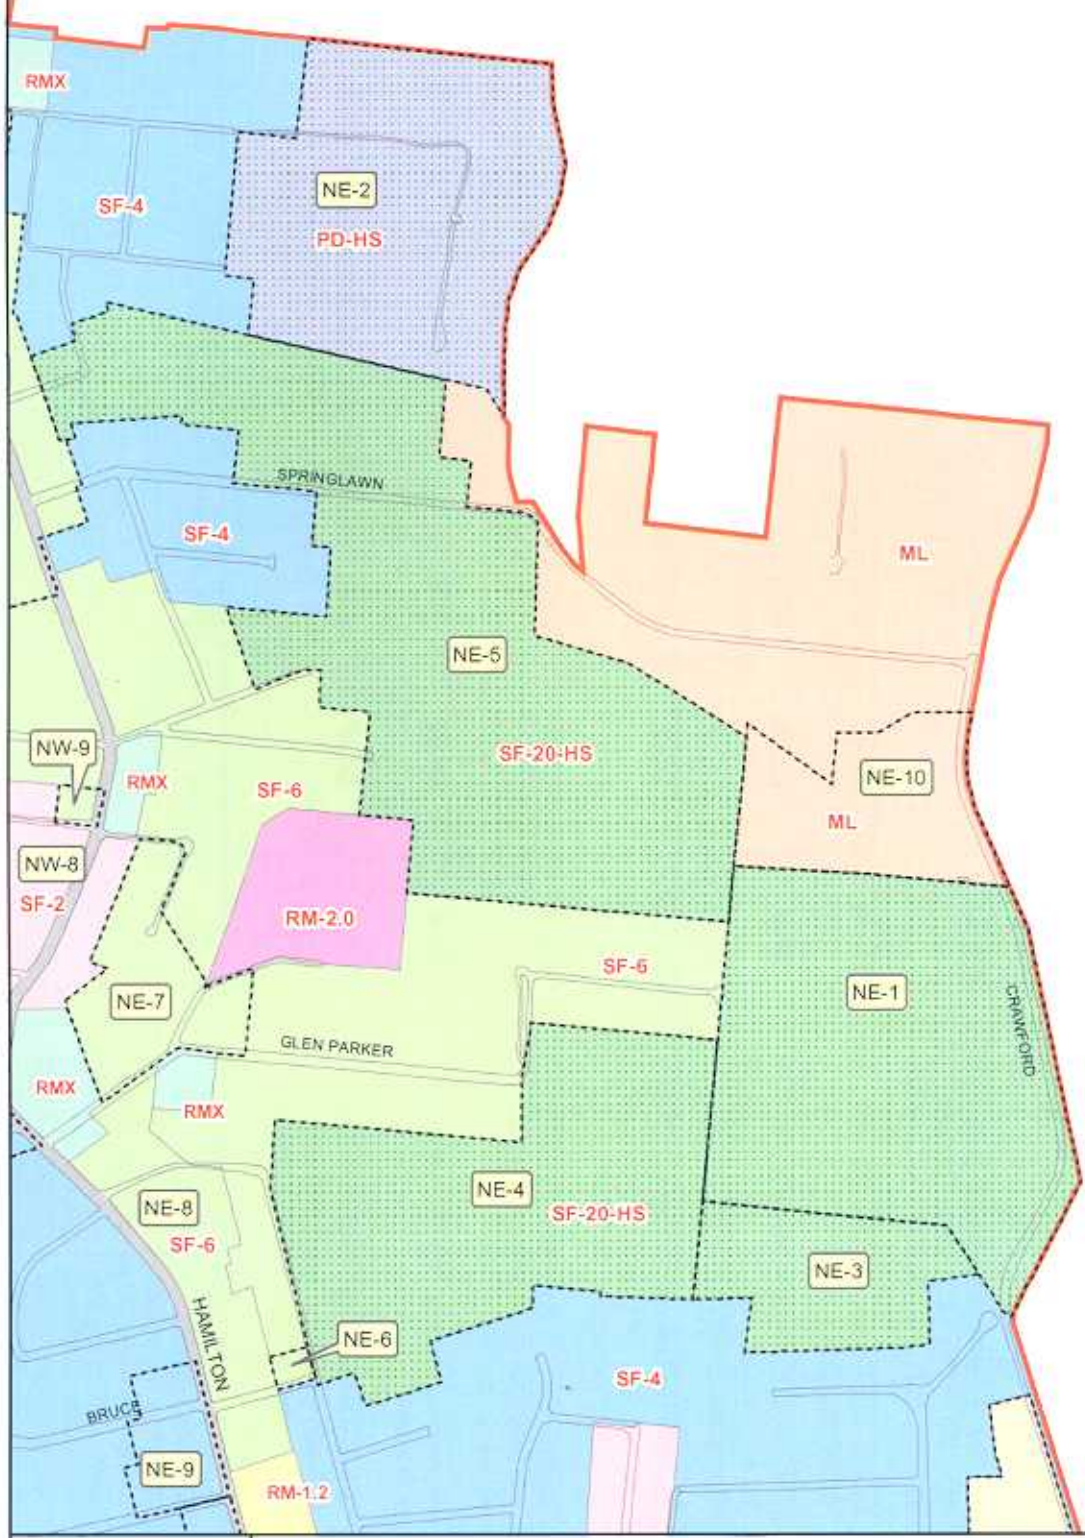 RMX
NE-2
SF-4
PD-HS
SPRINGLAWN
SF-4
ML
NE-5
NW-9
SF-20-HS
RMX
SF-6
NE-10
ML
NW-8
SF-2
RM-2.0
SF-6
NE-7
NE-1
CRAWFORD
GLEN PARKER
RMX
RMX
NE-4
NE-8
SF-20-HS
SF-6
NE-3
HAMILTON
NE-6
SF-4
BRUCE
NE-9
RM-1.2